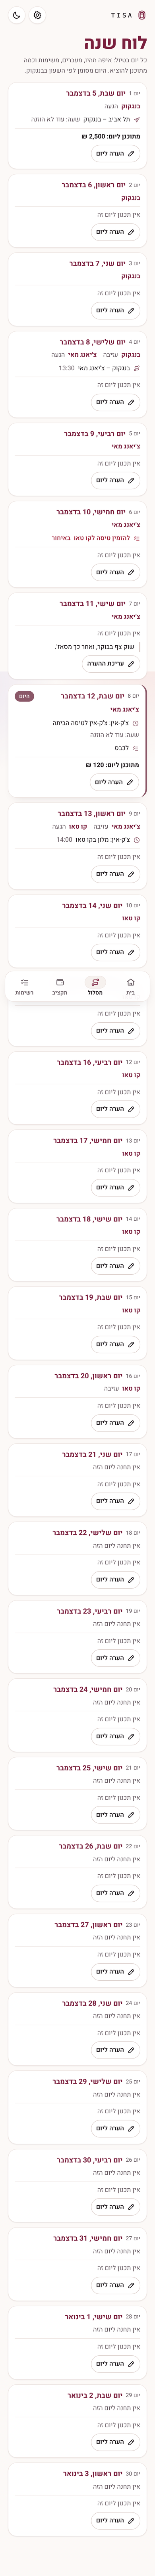 TISA
לוח שנה
כל יום בטיול: איפה תהיו, מעברים, משימות וכמה
מתוכנן להוציא. היום מסומן לפי השעון בבנגקוק.
יום 1 יום שבת, 5 בדצמבר
בנגקוק הגעה
תל אביב – בנגקוק שעה: עוד לא הוזנה
מתוכנן ליום: 2,500 ₪
הערה ליום
יום 2 יום ראשון, 6 בדצמבר
בנגקוק
אין תכנון ליום זה
הערה ליום
יום 3 יום שני, 7 בדצמבר
בנגקוק
אין תכנון ליום זה
הערה ליום
יום 4 יום שלישי, 8 בדצמבר
בנגקוק עזיבה צ'יאנג מאי הגעה
בנגקוק – צ'יאנג מאי 13:30
אין תכנון ליום זה
הערה ליום
יום 5 יום רביעי, 9 בדצמבר
צ'יאנג מאי
אין תכנון ליום זה
הערה ליום
יום 6 יום חמישי, 10 בדצמבר
צ'יאנג מאי
להזמין טיסה לקו טאו באיחור
אין תכנון ליום זה
הערה ליום
יום 7 יום שישי, 11 בדצמבר
צ'יאנג מאי
אין תכנון ליום זה
שוק צף בבוקר, ואחר כך מסאז'.
עריכת ההערה
יום 8 יום שבת, 12 בדצמבר היום
צ'יאנג מאי
צ'ק-אין: צ'ק-אין לטיסה הביתה
שעה: עוד לא הוזנה
לכבס
מתוכנן ליום: 120 ₪
הערה ליום
יום 9 יום ראשון, 13 בדצמבר
צ'יאנג מאי עזיבה קו טאו הגעה
צ'ק-אין: מלון בקו טאו 14:00
אין תכנון ליום זה
הערה ליום
יום 10 יום שני, 14 בדצמבר
קו טאו
אין תכנון ליום זה
הערה ליום
בית מסלול תקציב רשימות
אין תכנון ליום זה
הערה ליום
יום 12 יום רביעי, 16 בדצמבר
קו טאו
אין תכנון ליום זה
הערה ליום
יום 13 יום חמישי, 17 בדצמבר
קו טאו
אין תכנון ליום זה
הערה ליום
יום 14 יום שישי, 18 בדצמבר
קו טאו
אין תכנון ליום זה
הערה ליום
יום 15 יום שבת, 19 בדצמבר
קו טאו
אין תכנון ליום זה
הערה ליום
יום 16 יום ראשון, 20 בדצמבר
קו טאו עזיבה
אין תכנון ליום זה
הערה ליום
יום 17 יום שני, 21 בדצמבר
אין תחנה ליום הזה
אין תכנון ליום זה
הערה ליום
יום 18 יום שלישי, 22 בדצמבר
אין תחנה ליום הזה
אין תכנון ליום זה
הערה ליום
יום 19 יום רביעי, 23 בדצמבר
אין תחנה ליום הזה
אין תכנון ליום זה
הערה ליום
יום 20 יום חמישי, 24 בדצמבר
אין תחנה ליום הזה
אין תכנון ליום זה
הערה ליום
יום 21 יום שישי, 25 בדצמבר
אין תחנה ליום הזה
אין תכנון ליום זה
הערה ליום
יום 22 יום שבת, 26 בדצמבר
אין תחנה ליום הזה
אין תכנון ליום זה
הערה ליום
יום 23 יום ראשון, 27 בדצמבר
אין תחנה ליום הזה
אין תכנון ליום זה
הערה ליום
יום 24 יום שני, 28 בדצמבר
אין תחנה ליום הזה
אין תכנון ליום זה
הערה ליום
יום 25 יום שלישי, 29 בדצמבר
אין תחנה ליום הזה
אין תכנון ליום זה
הערה ליום
יום 26 יום רביעי, 30 בדצמבר
אין תחנה ליום הזה
אין תכנון ליום זה
הערה ליום
יום 27 יום חמישי, 31 בדצמבר
אין תחנה ליום הזה
אין תכנון ליום זה
הערה ליום
יום 28 יום שישי, 1 בינואר
אין תחנה ליום הזה
אין תכנון ליום זה
הערה ליום
יום 29 יום שבת, 2 בינואר
אין תחנה ליום הזה
אין תכנון ליום זה
הערה ליום
יום 30 יום ראשון, 3 בינואר
אין תחנה ליום הזה
אין תכנון ליום זה
הערה ליום